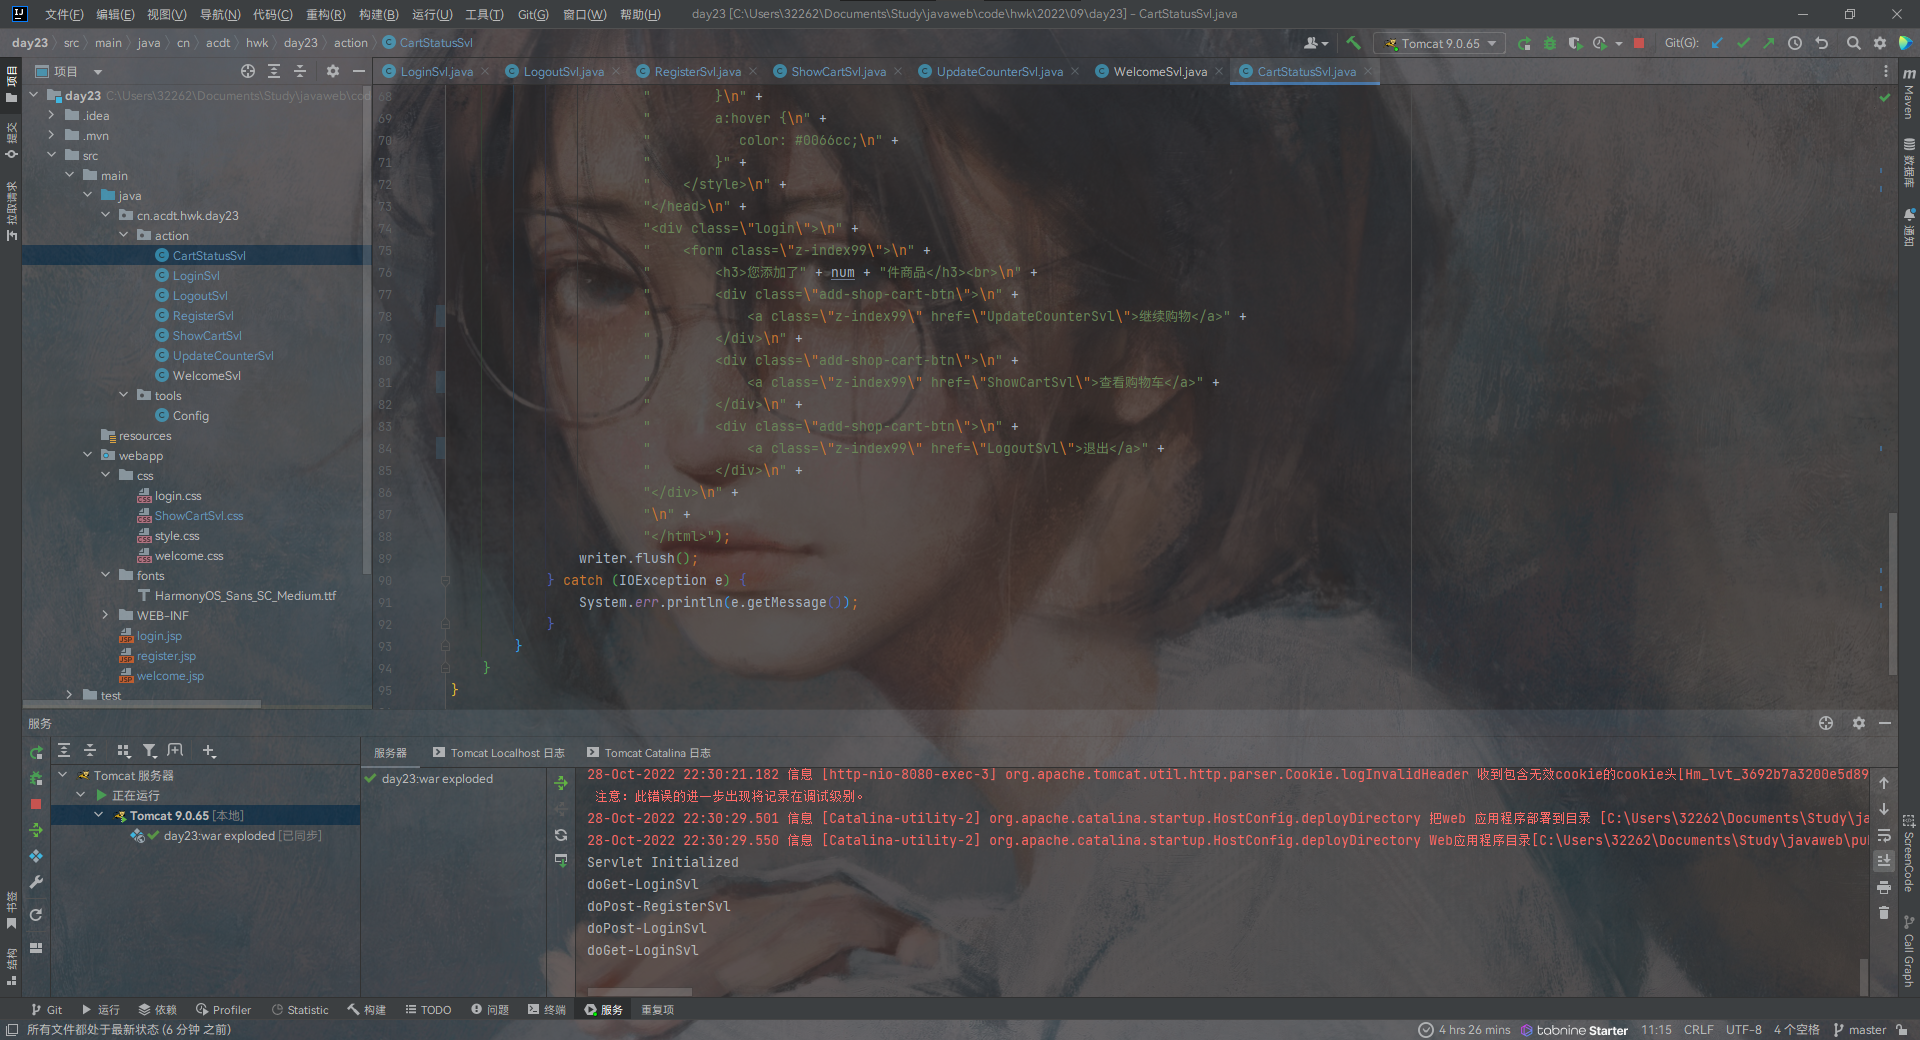 文件(F) 编辑(E) 视图(V) 导航(N) 代码(C) 重构(R) 构建(B) 运行(U) 工具(T) Git(G) 窗口(W) 帮助(H) day23 [C:\Users\32262\Documents\Study\javaweb\code\hwk\2022\09\day23] - CartStatusSvl.java
day23 src main java cn acdt hwk day23 action CartStatusSvl Tomcat 9.0.65 Git(G):
项目 LoginSvl.java LogoutSvl.java RegisterSvl.java ShowCartSvl.java UpdateCounterSvl.java WelcomeSvl.java CartStatusSvl.java
day23 C:\Users\32262\Documents\Study\javaweb\code
.idea
.mvn
src
main
java
cn.acdt.hwk.day23
action
CartStatusSvl
LoginSvl
LogoutSvl
RegisterSvl
ShowCartSvl
UpdateCounterSvl
WelcomeSvl
tools
Config
resources
webapp
css
login.css
ShowCartSvl.css
style.css
welcome.css
fonts
HarmonyOS_Sans_SC_Medium.ttf
WEB-INF
login.jsp
register.jsp
welcome.jsp
test
68 " }\n" +
69 " a:hover {\n" +
70 " color: #0066cc;\n" +
71 " }" +
72 " </style>\n" +
73 "</head>\n" +
74 "<div class=\"login\">\n" +
75 " <form class=\"z-index99\">\n" +
76 " <h3>您添加了" + num + "件商品</h3><br>\n" +
77 " <div class=\"add-shop-cart-btn\">\n" +
78 " <a class=\"z-index99\" href=\"UpdateCounterSvl\">继续购物</a>" +
79 " </div>\n" +
80 " <div class=\"add-shop-cart-btn\">\n" +
81 " <a class=\"z-index99\" href=\"ShowCartSvl\">查看购物车</a>" +
82 " </div>\n" +
83 " <div class=\"add-shop-cart-btn\">\n" +
84 " <a class=\"z-index99\" href=\"LogoutSvl\">退出</a>" +
85 " </div>\n" +
86 "</div>\n" +
87 "\n" +
88 "</html>");
89 writer.flush();
90 } catch (IOException e) {
91 System.err.println(e.getMessage());
92 }
93 }
94 }
95 }
项目
提交
拉取请求
书签
结构
Maven
数据库
通知
ScreenCode
Call Graph
服务
服务器 Tomcat Localhost 日志 Tomcat Catalina 日志
Tomcat 服务器
正在运行
Tomcat 9.0.65 [本地]
day23:war exploded [已同步]
day23:war exploded
28-Oct-2022 22:30:21.182 信息 [http-nio-8080-exec-3] org.apache.tomcat.util.http.parser.Cookie.logInvalidHeader 收到包含无效cookie的cookie头[Hm_lvt_3692b7a3200e5d89
注意: 此错误的进一步出现将记录在调试级别。
28-Oct-2022 22:30:29.501 信息 [Catalina-utility-2] org.apache.catalina.startup.HostConfig.deployDirectory 把web 应用程序部署到目录 [C:\Users\32262\Documents\Study\ja
28-Oct-2022 22:30:29.550 信息 [Catalina-utility-2] org.apache.catalina.startup.HostConfig.deployDirectory Web应用程序目录[C:\Users\32262\Documents\Study\javaweb\pu
Servlet Initialized
doGet-LoginSvl
doPost-RegisterSvl
doPost-LoginSvl
doGet-LoginSvl
Git 运行 依赖 Profiler Statistic 构建 TODO 问题 终端 服务 重复项
所有文件都处于最新状态 (6 分钟 之前) 4 hrs 26 mins tabnine Starter 11:15 CRLF UTF-8 4 个空格 master